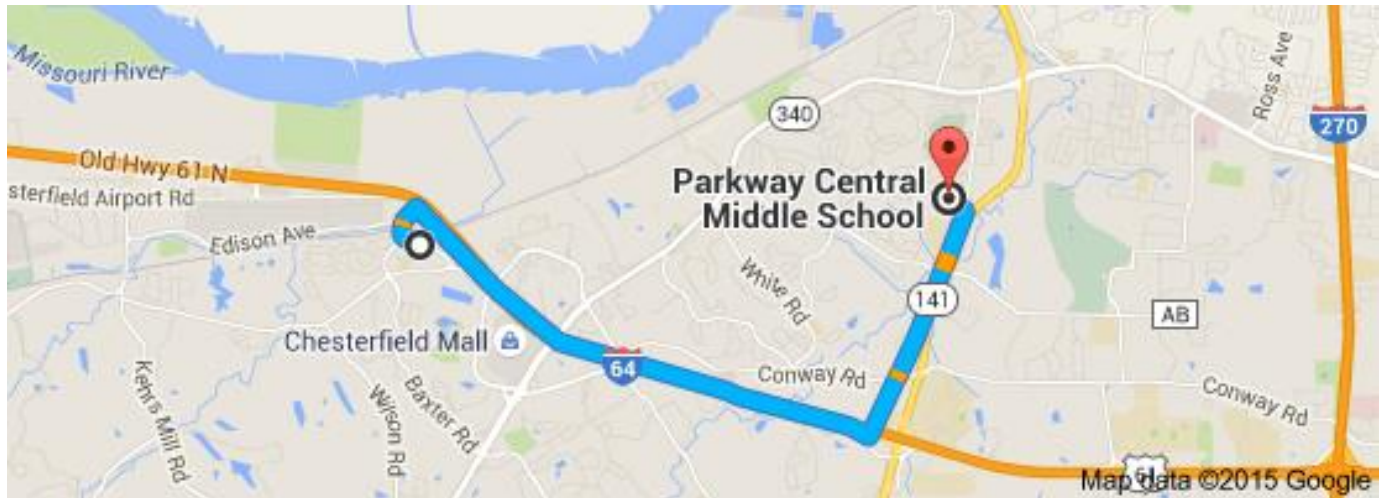 Missouri River
Ross Ave
340
270
Old Hwy 61 N
Parkway Central
Middle School
sterfield Airport Rd
Edison Ave
White Rd
141
AB
Chesterfield Mall
64
Conway Rd
Kehrs Mill Rd
Wilson Rd
Baxter Rd
Conway Rd
61
Map data ©2015 Google